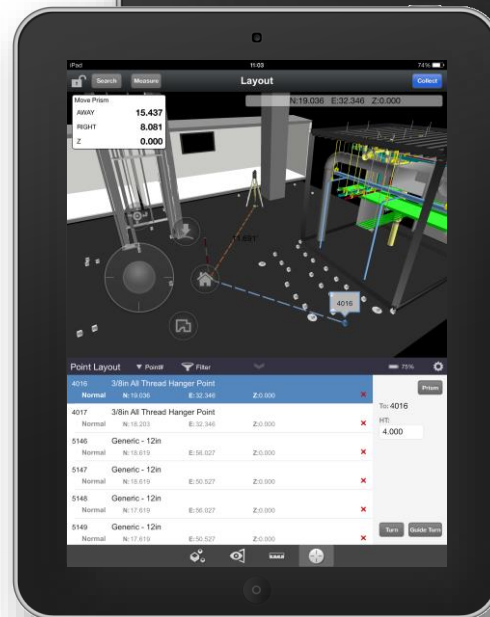 iPad 11:03 74%
Search Measure Layout Collect
Move Prism
AWAY 15.437
RIGHT 8.081
Z 0.000
N:19.036 E:32.346 Z:0.000
4016
Point Layout ▼ Point# Filter 75%
4016 3/8in All Thread Hanger Point
Normal N:19.036 E:32.346 Z:0.000 ×
4017 3/8in All Thread Hanger Point
Normal N:18.203 E:32.346 Z:0.000 ×
5146 Generic - 12in
Normal N:18.619 E:56.027 Z:0.000 ×
5147 Generic - 12in
Normal N:18.619 E:50.527 Z:0.000 ×
5148 Generic - 12in
Normal N:17.619 E:56.027 Z:0.000 ×
5149 Generic - 12in
Normal N:17.619 E:50.527 Z:0.000 ×
Prism
To: 4016
HT:
4.000
Turn Guide Turn